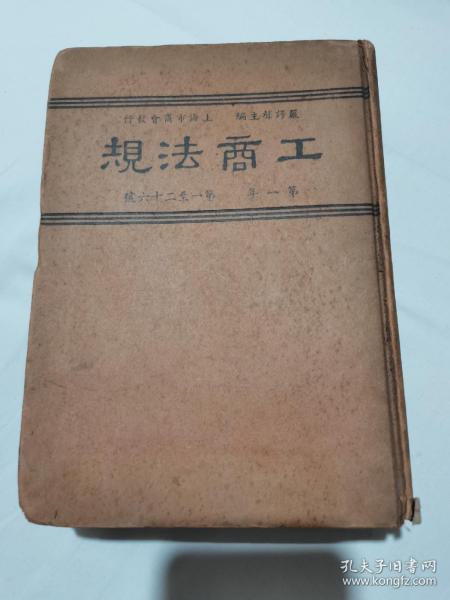 嚴諤聲主編 上海市商會發行
工商法規
第一年 第一至二十六號
孔夫子旧书网
www.kongfz.com